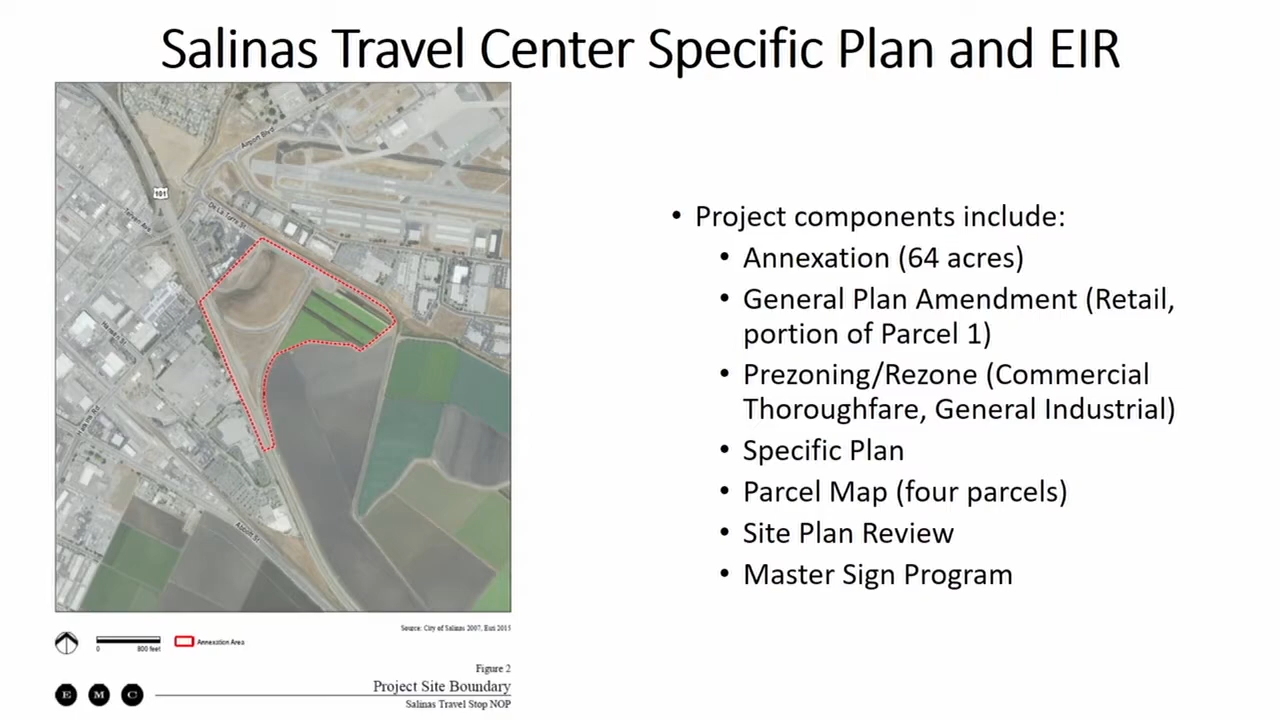 Salinas Travel Center Specific Plan and EIR
Airport Blvd
101
De La Torre St
Hansen St
Abbott St
• Project components include:
• Annexation (64 acres)
• General Plan Amendment (Retail,
portion of Parcel 1)
• Prezoning/Rezone (Commercial
Thoroughfare, General Industrial)
• Specific Plan
• Parcel Map (four parcels)
• Site Plan Review
• Master Sign Program
Source: City of Salinas 2007, Esri 2015
0 800 feet
Annexation Area
Figure 2
Project Site Boundary
E M C
Salinas Travel Stop NOP